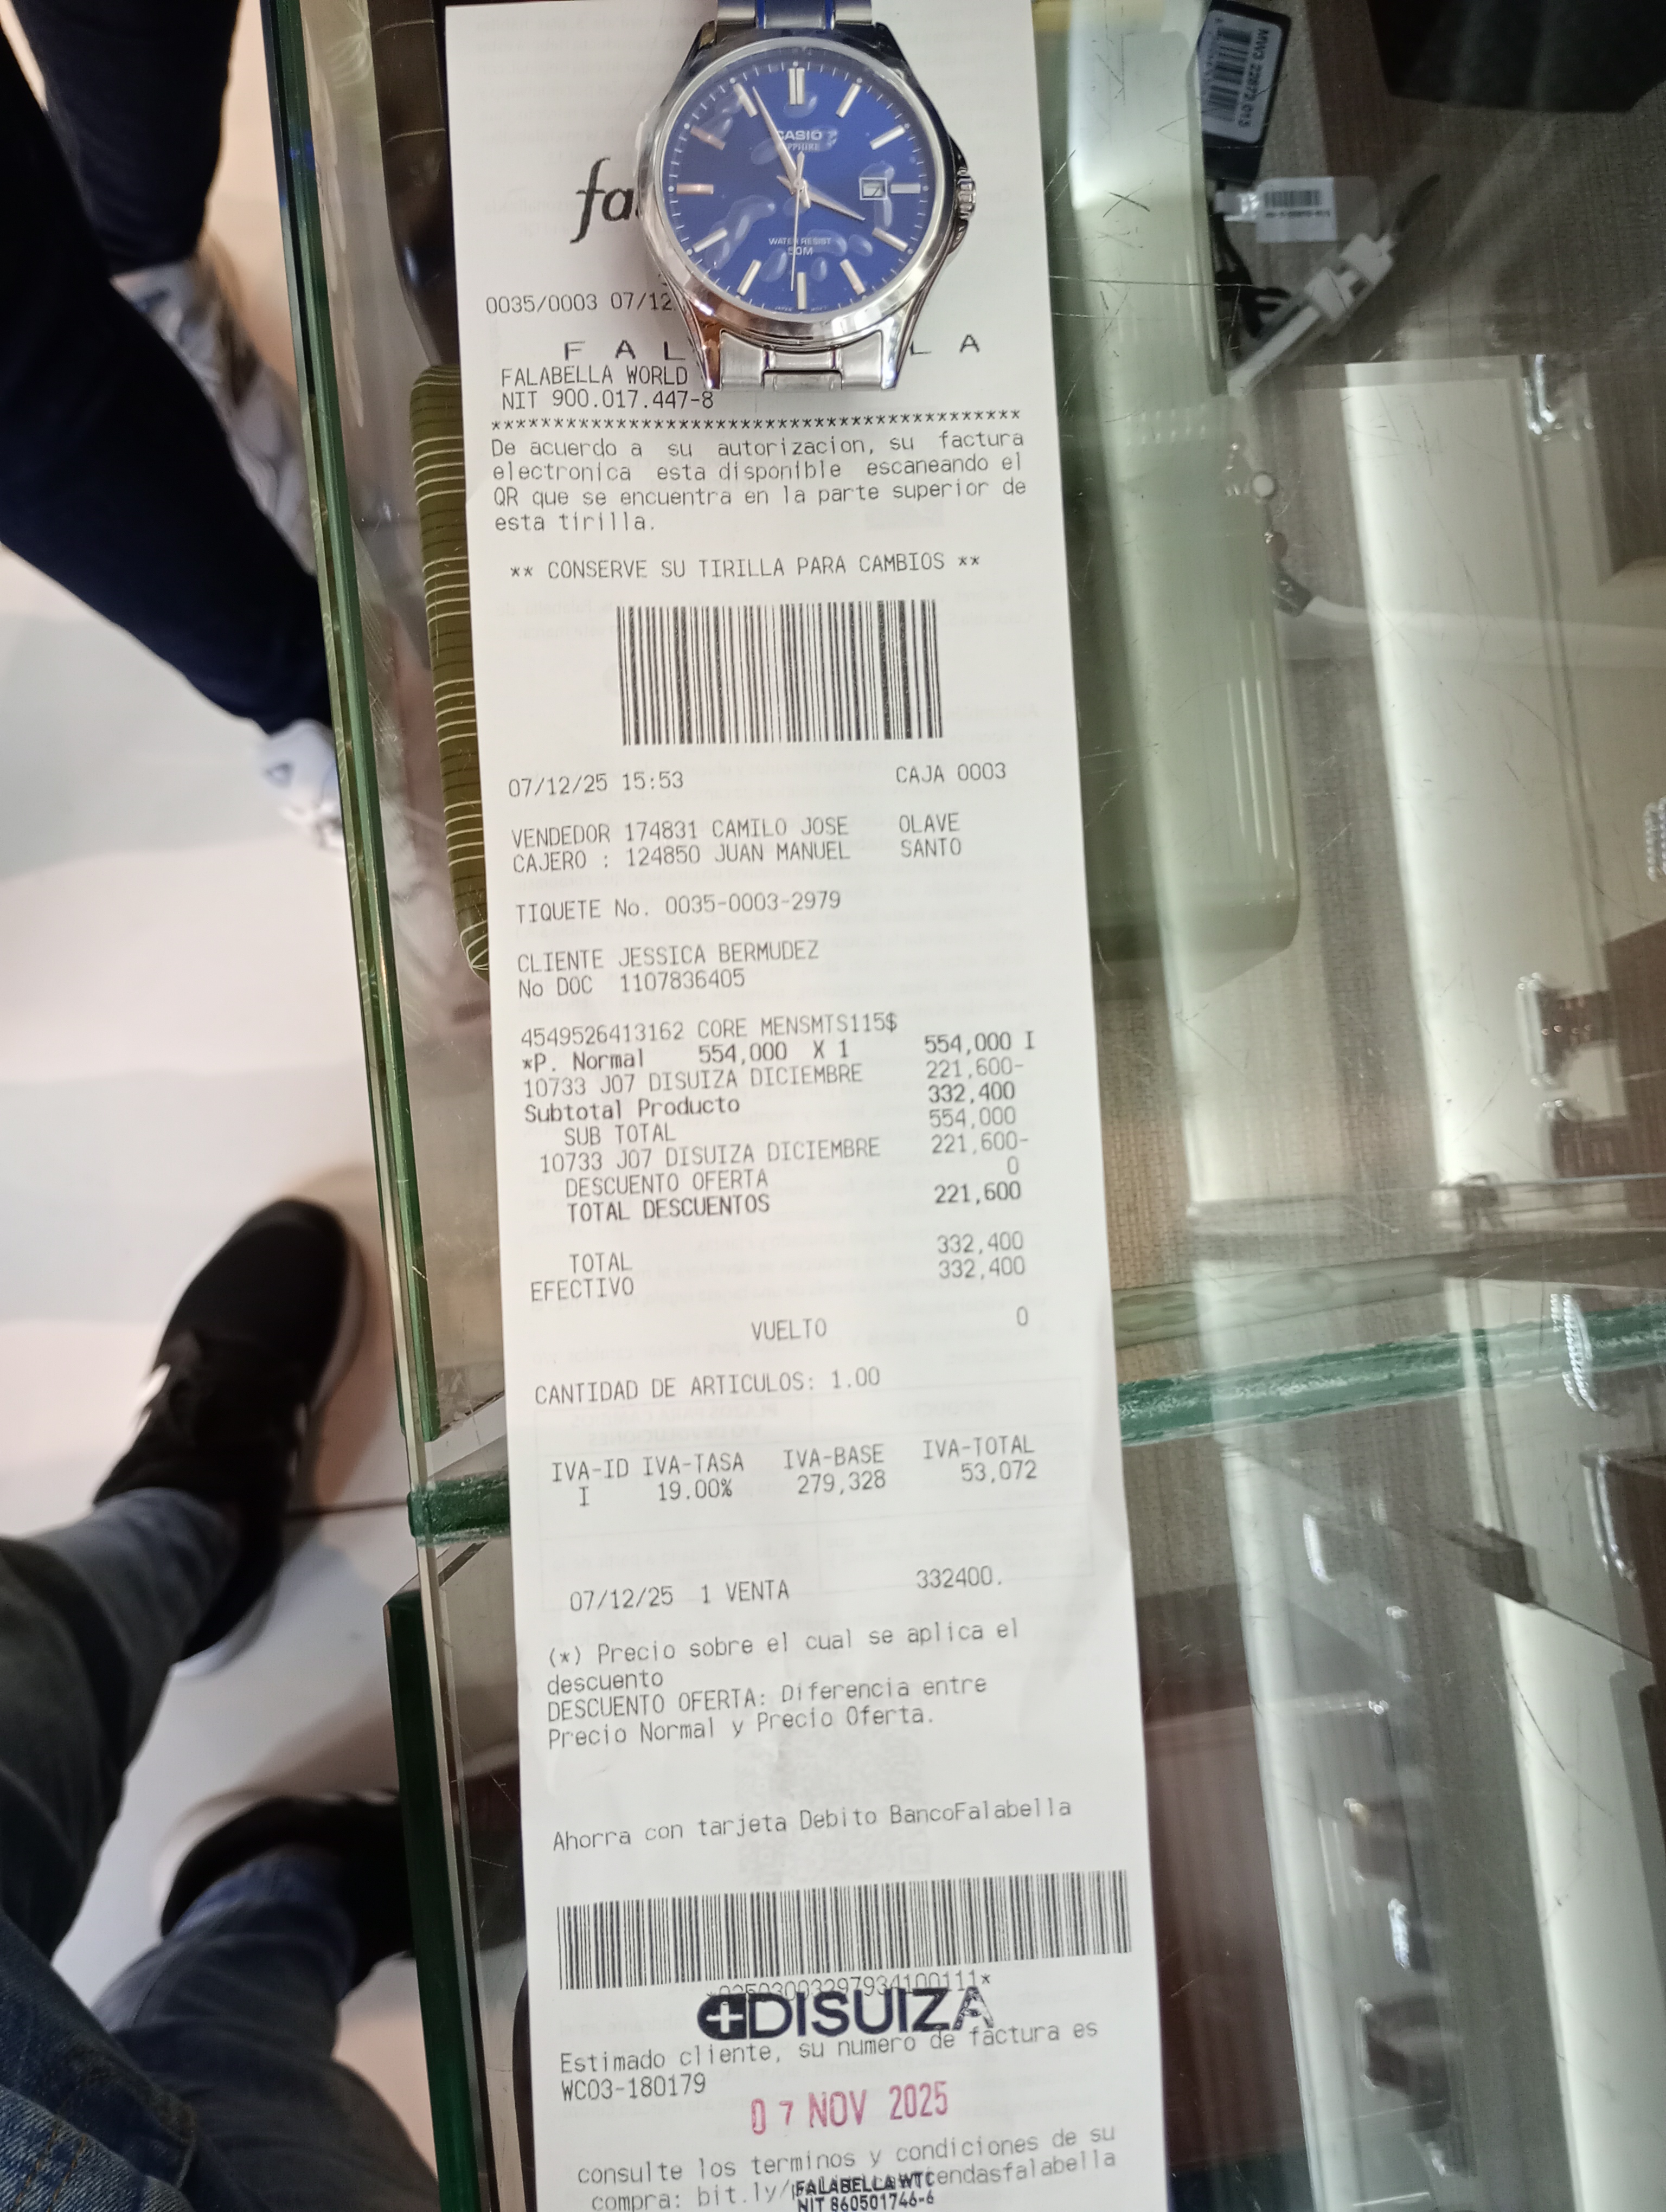 CASIO
SAPPHIRE
7
WATER RESIST
50M
MW3 22872 013
fa
0035/0003 07/12
F A L L A
FALABELLA WORLD
NIT 900.017.447-8
******************************************
De acuerdo a su autorizacion, su factura
electronica esta disponible escaneando el
QR que se encuentra en la parte superior de
esta tirilla.
** CONSERVE SU TIRILLA PARA CAMBIOS **
07/12/25 15:53 CAJA 0003
VENDEDOR 174831 CAMILO JOSE OLAVE
CAJERO : 124850 JUAN MANUEL SANTO
TIQUETE No. 0035-0003-2979
CLIENTE JESSICA BERMUDEZ
No DOC 1107836405
4549526413162 CORE MENSMTS115$
*P. Normal 554,000 X 1 554,000 I
10733 J07 DISUIZA DICIEMBRE 221,600-
Subtotal Producto 332,400
SUB TOTAL 554,000
10733 J07 DISUIZA DICIEMBRE 221,600-
DESCUENTO OFERTA 0
TOTAL DESCUENTOS 221,600
TOTAL 332,400
EFECTIVO 332,400
VUELTO 0
CANTIDAD DE ARTICULOS: 1.00
IVA-ID IVA-TASA IVA-BASE IVA-TOTAL
I 19.00% 279,328 53,072
07/12/25 1 VENTA 332400.
(*) Precio sobre el cual se aplica el
descuento
DESCUENTO OFERTA: Diferencia entre
Precio Normal y Precio Oferta.
Ahorra con tarjeta Debito BancoFalabella
DISUIZA
Estimado cliente, su numero de factura es
WC03-180179
07 NOV 2025
consulte los terminos y condiciones de su
compra: bit.ly/ endasfalabella
FALABELLA WTC
NIT 860501746-6